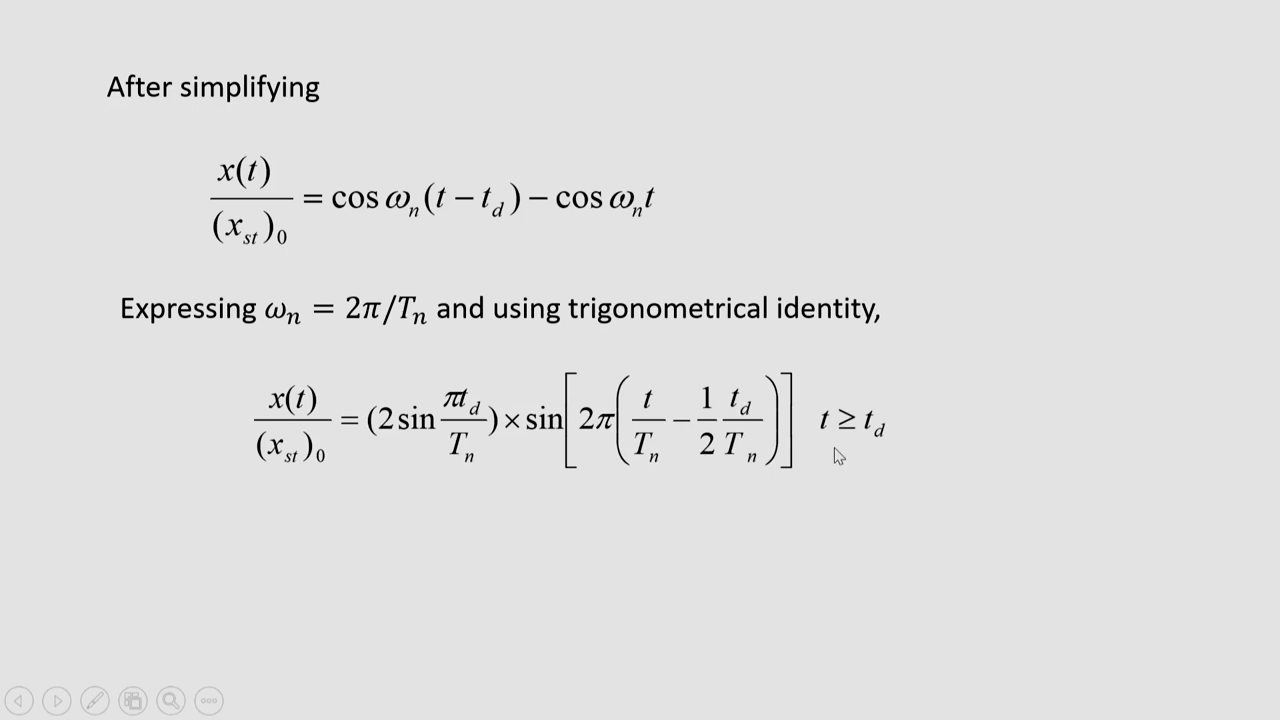 After simplifying
x(t)/(x_st)_0 = cos ω_n(t − t_d) − cos ω_n t
Expressing ω_n = 2π/T_n and using trigonometrical identity,
x(t)/(x_st)_0 = (2 sin πt_d/T_n) × sin[2π(t/T_n − 1/2 t_d/T_n)] t ≥ t_d